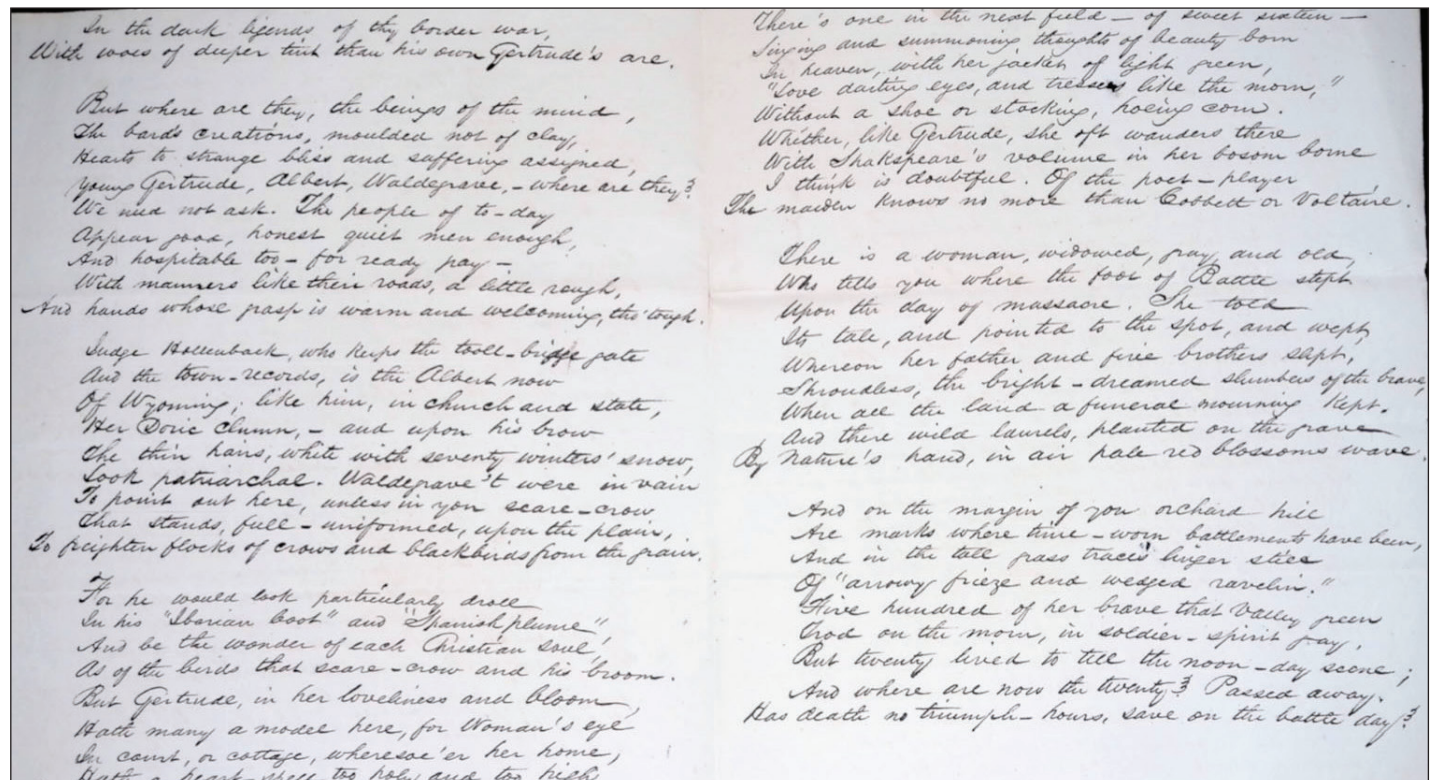 In the dark legends of thy border war,
With woes of deeper tint than his own Gertrude's are.
But where are they, the beings of the mind,
The bards creations, moulded not of clay,
Hearts to strange bliss and suffering assigned,
Young Gertrude, Albert, Waldegrave, – where are they?
We need not ask. The people of to-day
Appear good, honest quiet men enough,
And hospitable too – for ready pay –
With manners like their roads, a little rough,
And hands whose grasp is warm and welcoming, tho' tough.
Judge Hollenback, who keeps the toll-bridge gate
And the town-records, is the Albert now
Of Wyoming; like him, in church and state,
Her Doric clumn, – and upon his brow
The thin hairs, white with seventy winters' snow,
Look patriarchal. Waldegrave 't were in vain
To point out here, unless in yon scare-crow
That stands, full-uniformed, upon the plain,
To frighten flocks of crows and blackbirds from the grain.
For he would look particularly droll
In his "Iberian boot" and "Spanish plume",
And be the wonder of each Christian soul,
As of the birds that scare-crow and his broom.
But Gertrude, in her loveliness and bloom,
Hath many a model here, for Woman's eye
In court, or cottage, wheresoe'er her home,
Hath a heart-spell too holy and too high
There's one in the next field – of sweet sixteen –
Singing and summoning thoughts of beauty born
In heaven, with her jacket of light green,
"Love darting eyes, and tresses like the morn,"
Without a shoe or stocking, hoeing corn.
Whether, like Gertrude, she oft wanders there
With Shakspeare's volume in her bosom borne
I think is doubtful. Of the poet-player
The maiden knows no more than Cobbett or Voltaire.
There is a woman, widowed, gray, and old,
Who tells you where the foot of Battle stept
Upon the day of massacre. She told
Its tale, and pointed to the spot, and wept,
Whereon her father and five brothers slept,
Shroudless, the bright-dreamed slumbers of the brave,
When all the land a funeral mourning kept.
And there wild laurels, planted on the grave
By Nature's hand, in air pale red blossoms wave.
And on the margin of yon orchard hill
Are marks where time-worn battlements have been,
And in the tall grass traces linger still
Of "arrowy frieze and wedged ravelin."
Five hundred of her brave that Valley green
Trod on the morn, in soldier-spirit gay,
But twenty lived to tell the noon-day scene;
And where are now the twenty? Passed away.
Has death no triumph-hours, save on the battle day?